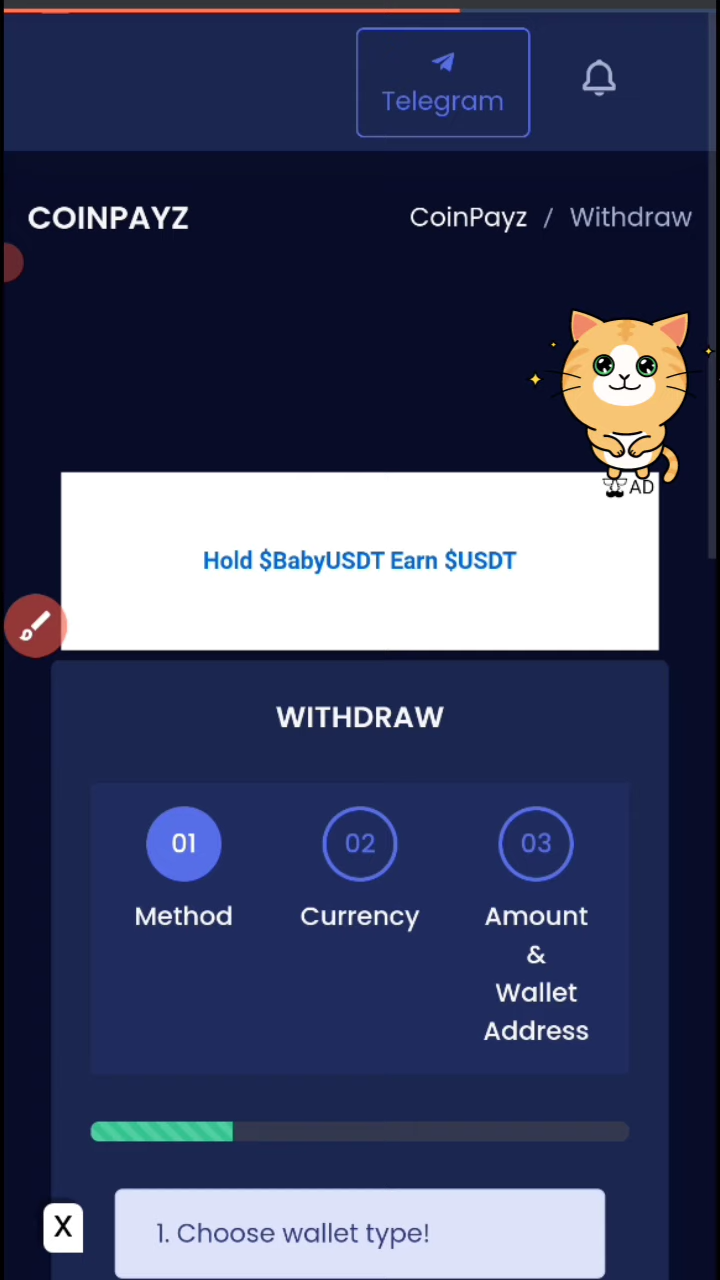 Telegram
COINPAYZ
CoinPayz / Withdraw
AD
Hold $BabyUSDT Earn $USDT
WITHDRAW
01
02
03
Method
Currency
Amount
&
Wallet
Address
1. Choose wallet type!
X